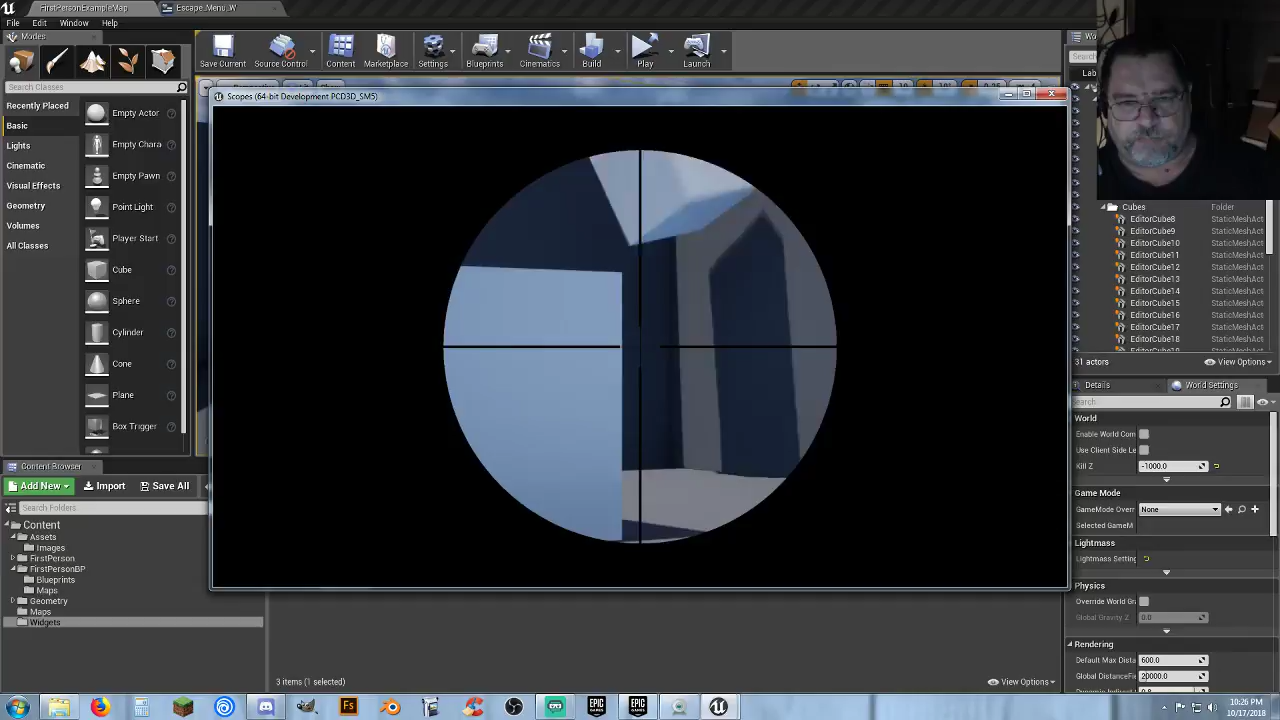 FirstPersonExampleMap
Escape_Menu_W
File Edit Window Help
Modes
Search Classes
Recently Placed
Basic
Lights
Cinematic
Visual Effects
Geometry
Volumes
All Classes
Empty Actor
Empty Chara
Empty Pawn
Point Light
Player Start
Cube
Sphere
Cylinder
Cone
Plane
Box Trigger
Save Current
Source Control
Content
Marketplace
Settings
Blueprints
Cinematics
Build
Play
Launch
Scopes (64-bit Development PCD3D_SM5)
Content Browser
Add New
Import
Save All
Search Folders
Content
Assets
Images
FirstPerson
FirstPersonBP
Blueprints
Maps
Geometry
Maps
Widgets
3 items (1 selected)
View Options
Wo
Search
Lab
Cubes Folder
EditorCube8 StaticMeshAct
EditorCube9 StaticMeshAct
EditorCube10 StaticMeshAct
EditorCube11 StaticMeshAct
EditorCube12 StaticMeshAct
EditorCube13 StaticMeshAct
EditorCube14 StaticMeshAct
EditorCube15 StaticMeshAct
EditorCube16 StaticMeshAct
EditorCube17 StaticMeshAct
EditorCube18 StaticMeshAct
31 actors
View Options
Details
World Settings
Search
World
Enable World Com
Use Client Side Le
Kill Z -1000.0
Game Mode
GameMode Overr None
Selected GameM
Lightmass
Lightmass Setting
Physics
Override World Gr
Global Gravity Z 0.0
Rendering
Default Max Dista 600.0
Global DistanceFie 20000.0
10:26 PM
10/17/2018